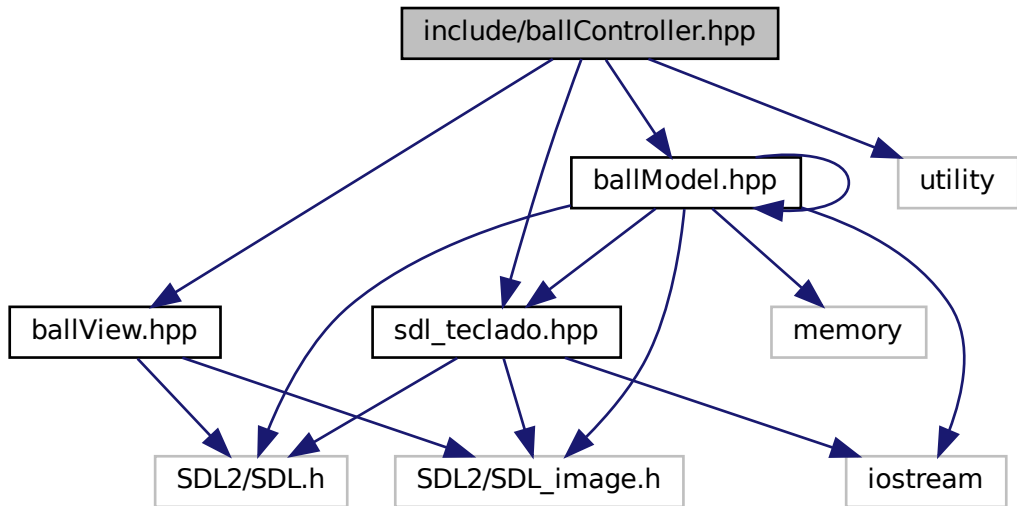 include/ballController.hpp
ballModel.hpp
utility
ballView.hpp
sdl_teclado.hpp
memory
SDL2/SDL.h
SDL2/SDL_image.h
iostream